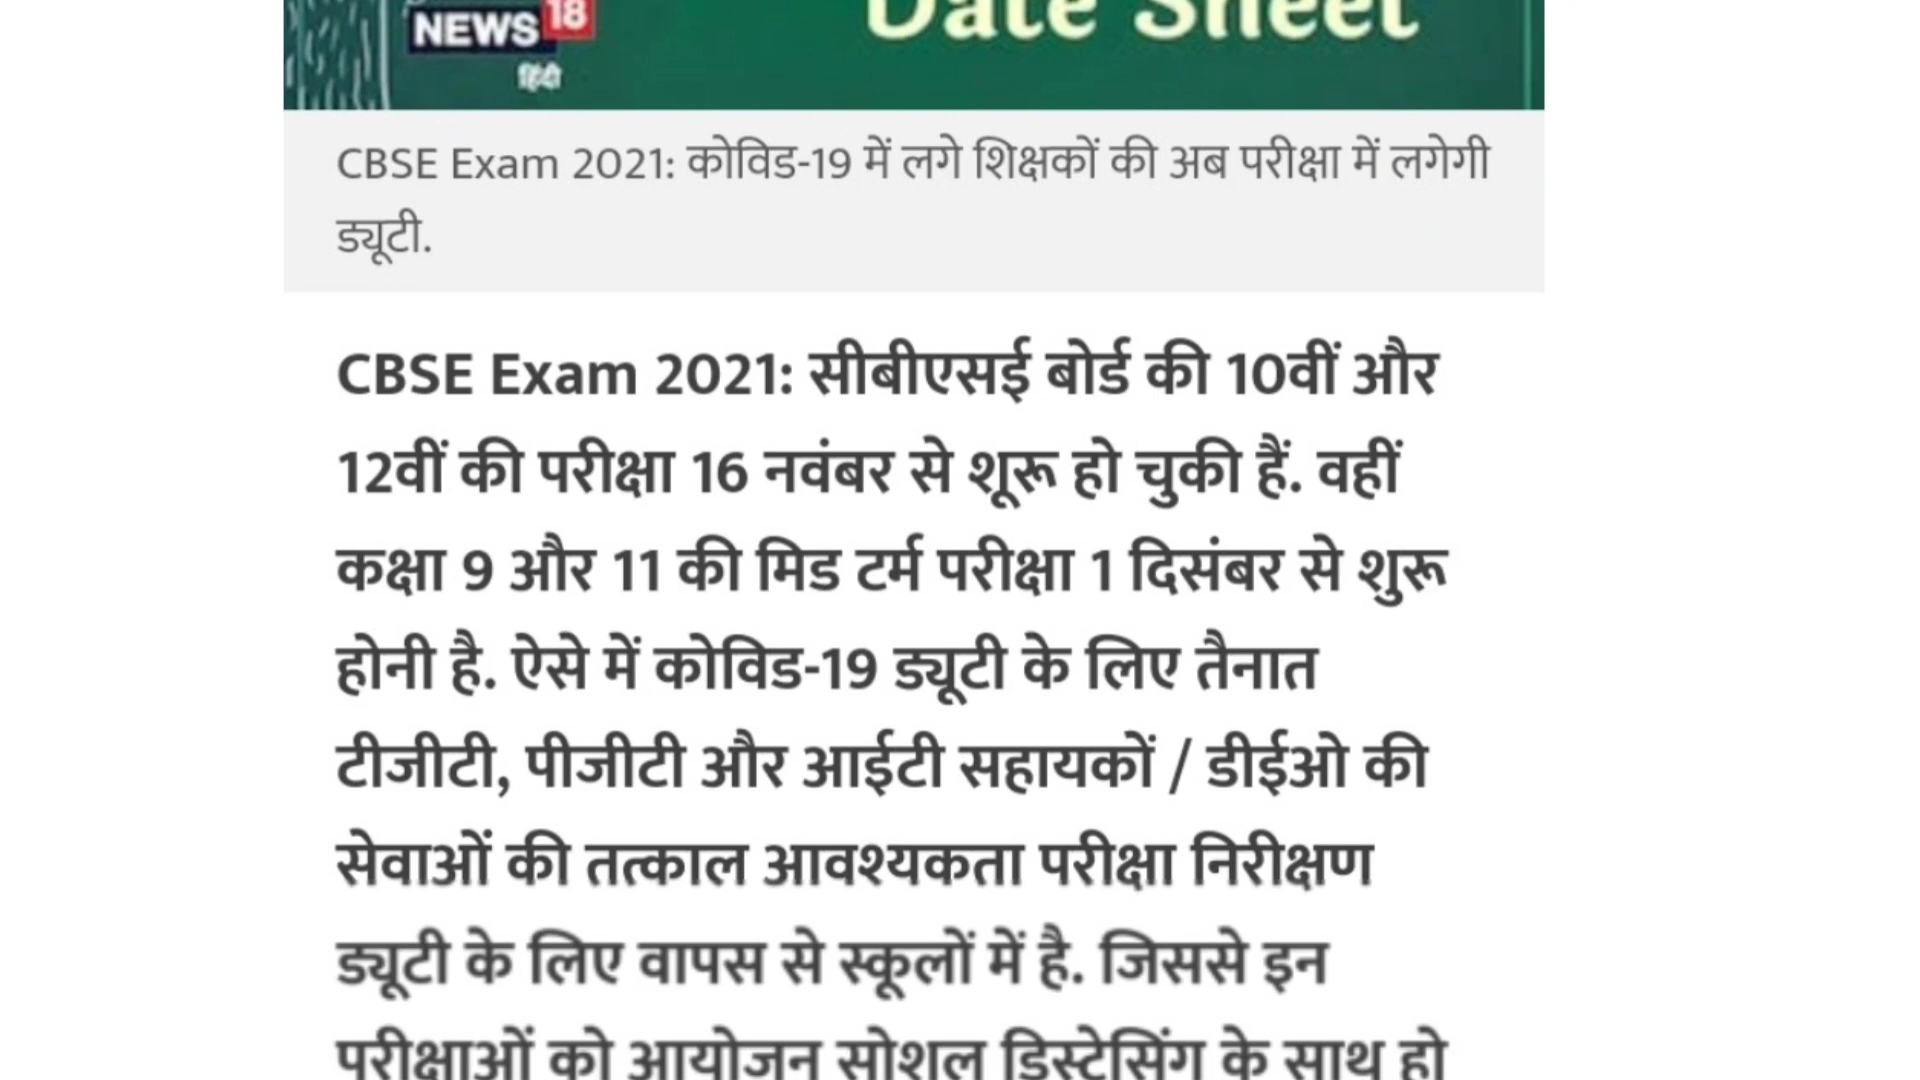 NEWS 18
Date Sheet
हिंदी
CBSE Exam 2021: कोविड-19 में लगे शिक्षकों की अब परीक्षा में लगेगी
ड्यूटी.
CBSE Exam 2021: सीबीएसई बोर्ड की 10वीं और
12वीं की परीक्षा 16 नवंबर से शूरू हो चुकी हैं. वहीं
कक्षा 9 और 11 की मिड टर्म परीक्षा 1 दिसंबर से शुरू
होनी है. ऐसे में कोविड-19 ड्यूटी के लिए तैनात
टीजीटी, पीजीटी और आईटी सहायकों / डीईओ की
सेवाओं की तत्काल आवश्यकता परीक्षा निरीक्षण
ड्यूटी के लिए वापस से स्कूलों में है. जिससे इन
परीक्षाओं को आयोजन सोशल डिस्टेसिंग के साथ हो